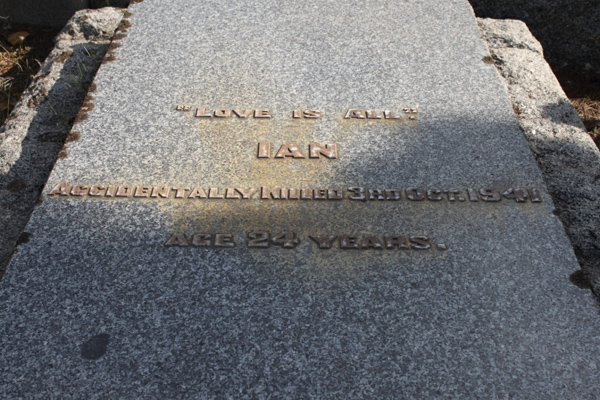 "LOVE IS ALL"
IAN
ACCIDENTALLY KILLED 3RD OCT. 1941
AGE 24 YEARS.